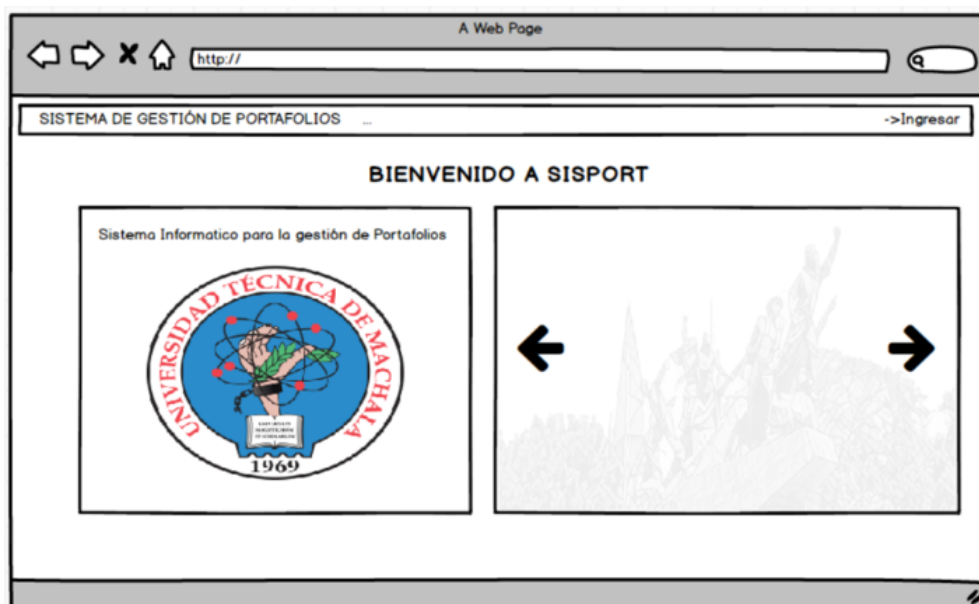 A Web Page
http://
SISTEMA DE GESTIÓN DE PORTAFOLIOS ...
->Ingresar
BIENVENIDO A SISPORT
Sistema Informatico para la gestión de Portafolios
UNIVERSIDAD TÉCNICA DE MACHALA
1969